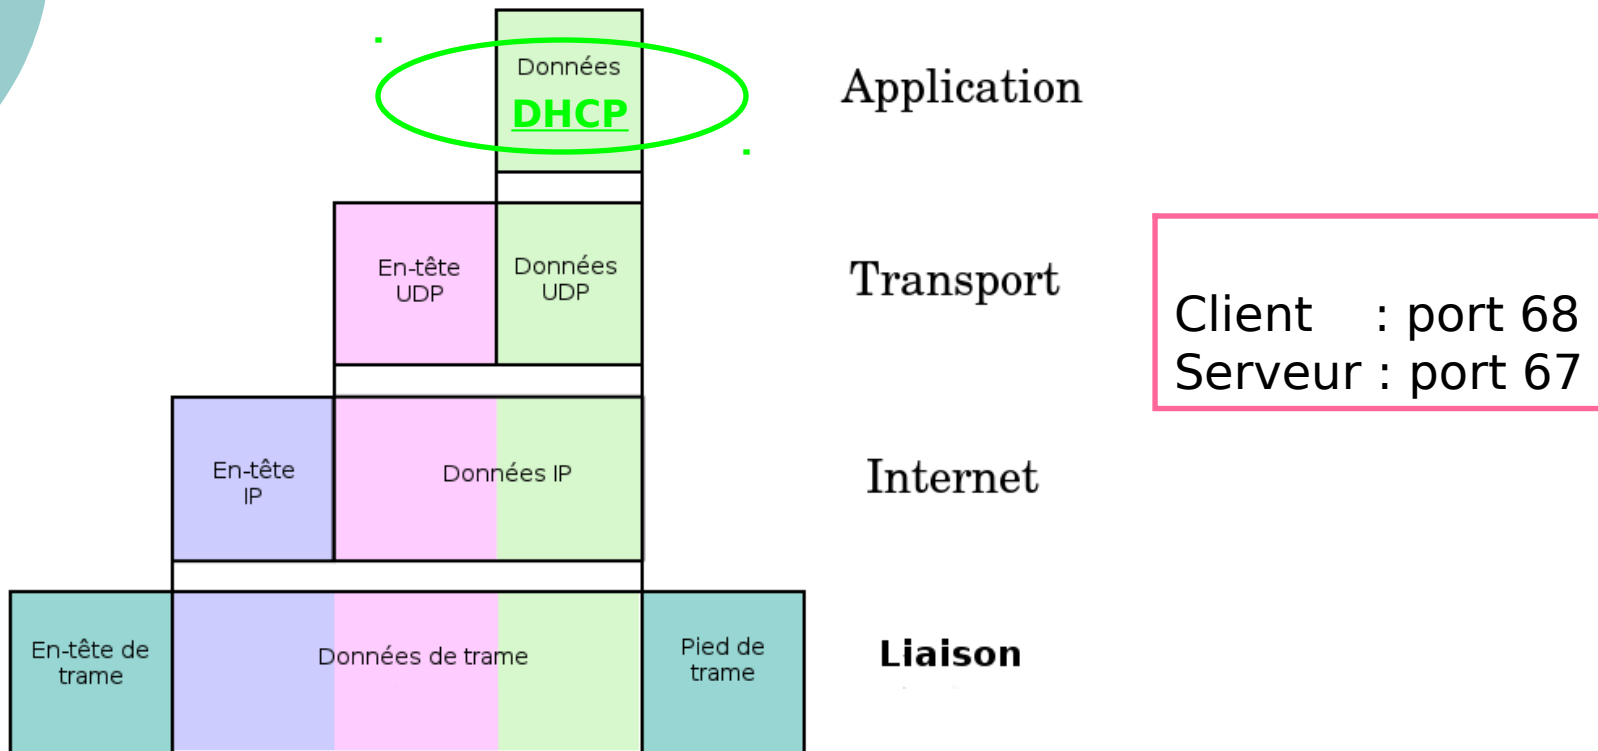 Données
DHCP
Application
En-tête
UDP
Données
UDP
Transport
Client : port 68
Serveur : port 67
En-tête
IP
Données IP
Internet
En-tête de
trame
Données de trame
Pied de
trame
Liaison